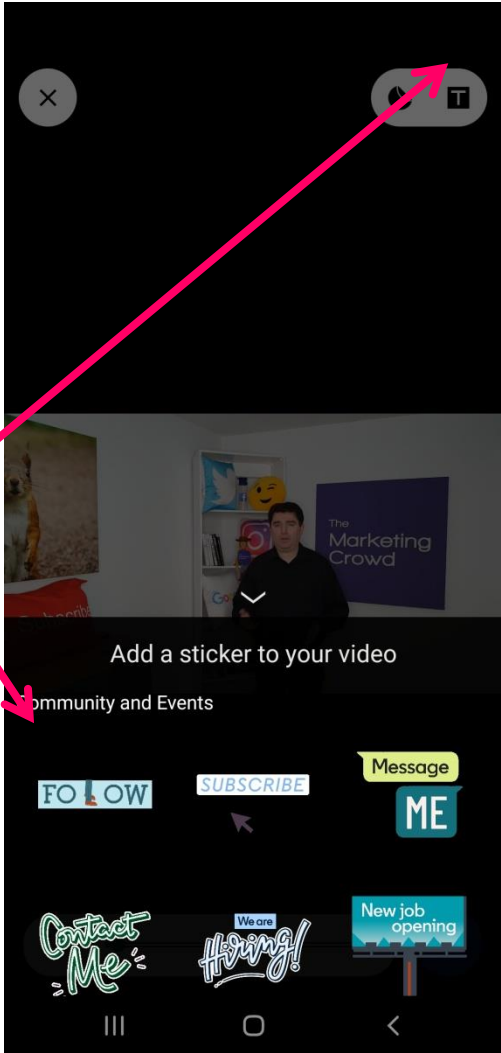 T
The
Marketing
Crowd
Add a sticker to your video
Community and Events
FOLLOW
SUBSCRIBE
Message
ME
Contact
Me
We are
Hiring!
New job
opening